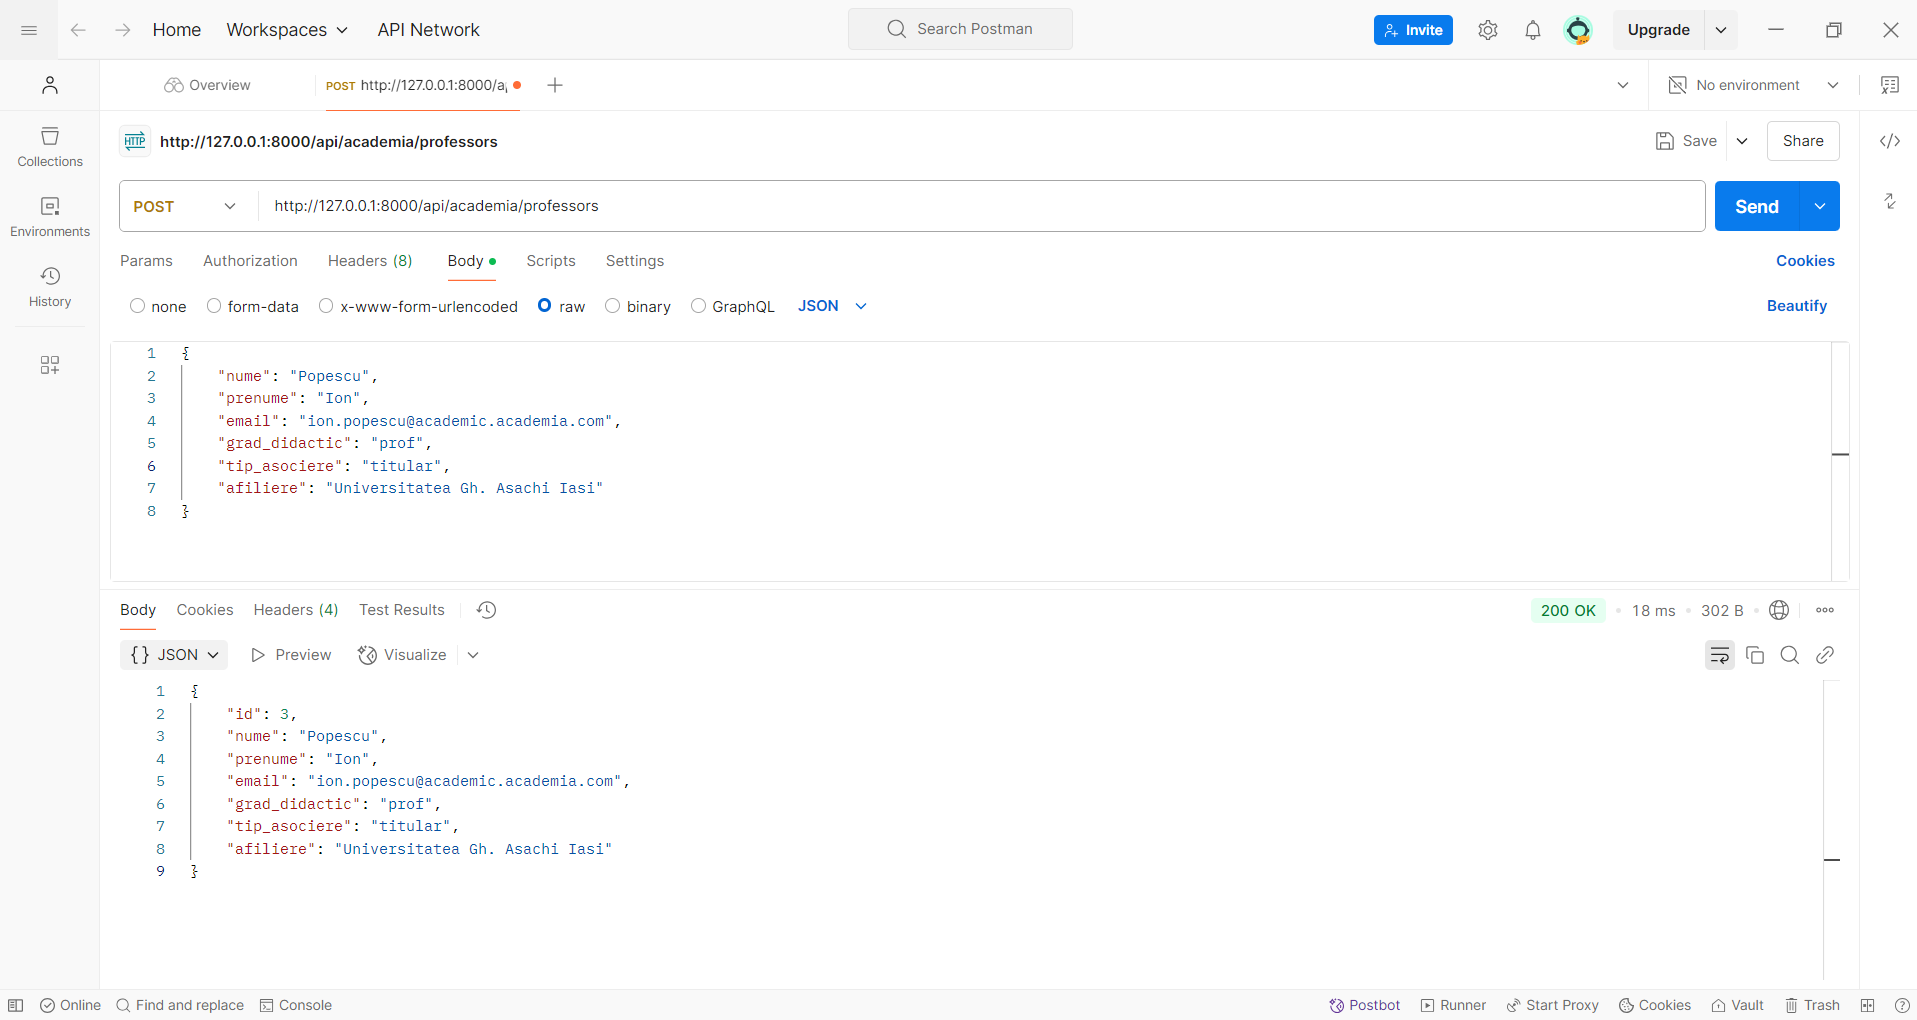 Home Workspaces API Network Search Postman Invite Upgrade
Overview POST http://127.0.0.1:8000/a No environment
HTTP http://127.0.0.1:8000/api/academia/professors Save Share
Collections
POST http://127.0.0.1:8000/api/academia/professors Send
Environments
Params Authorization Headers (8) Body Scripts Settings Cookies
History
none form-data x-www-form-urlencoded raw binary GraphQL JSON Beautify
1 {
2 "nume": "Popescu",
3 "prenume": "Ion",
4 "email": "ion.popescu@academic.academia.com",
5 "grad_didactic": "prof",
6 "tip_asociere": "titular",
7 "afiliere": "Universitatea Gh. Asachi Iasi"
8 }
Body Cookies Headers (4) Test Results 200 OK 18 ms 302 B
{} JSON Preview Visualize
1 {
2 "id": 3,
3 "nume": "Popescu",
4 "prenume": "Ion",
5 "email": "ion.popescu@academic.academia.com",
6 "grad_didactic": "prof",
7 "tip_asociere": "titular",
8 "afiliere": "Universitatea Gh. Asachi Iasi"
9 }
Online Find and replace Console Postbot Runner Start Proxy Cookies Vault Trash